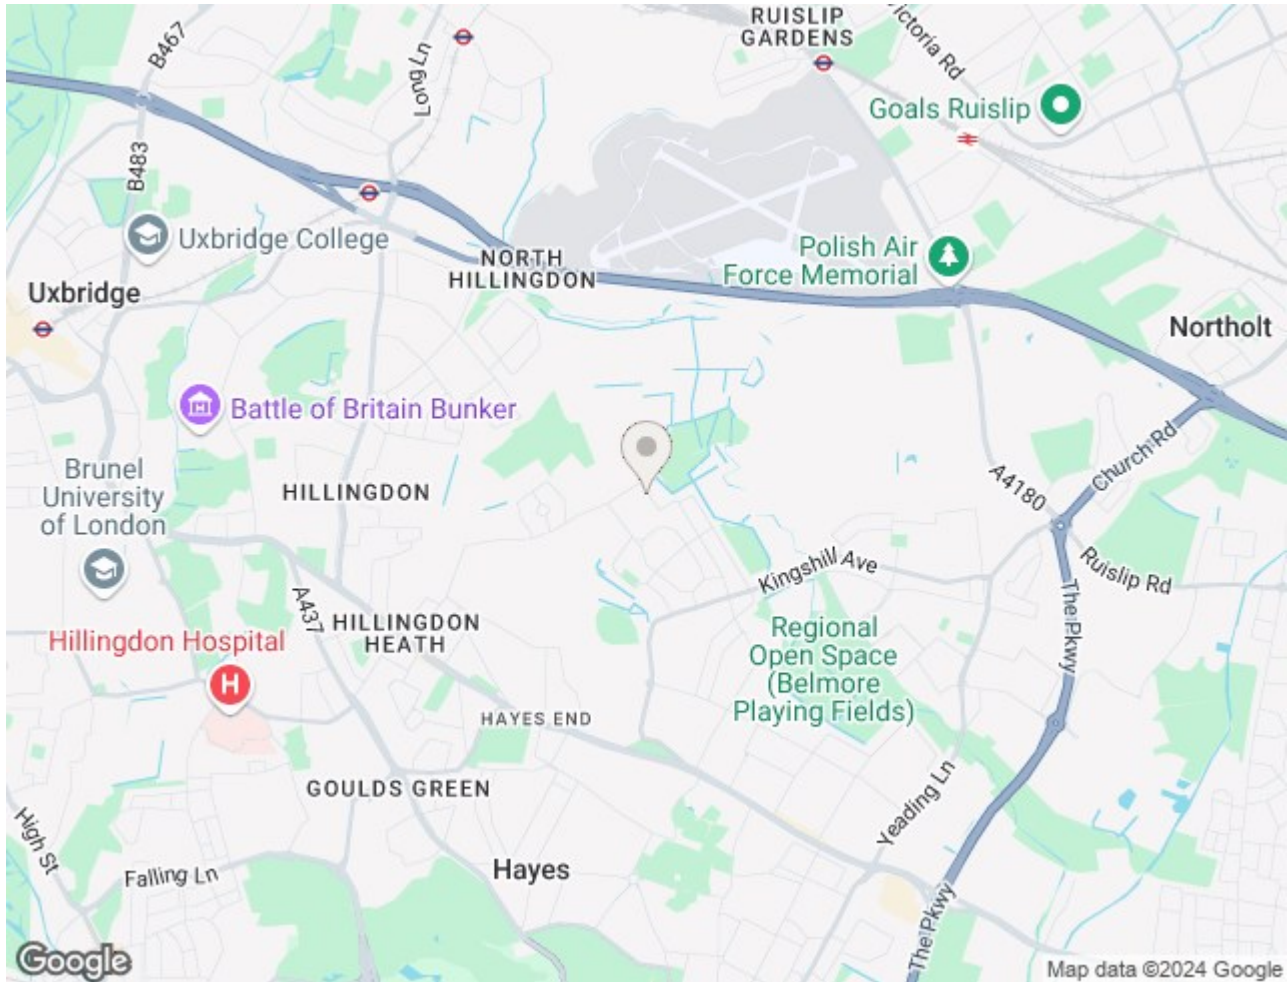 RUISLIP
GARDENS
B467
Long Ln
Victoria Rd
Goals Ruislip
B483
Uxbridge College
NORTH
HILLINGDON
Polish Air
Force Memorial
Uxbridge
Northolt
Battle of Britain Bunker
Church Rd
Brunel
University
of London
HILLINGDON
A4180
Kingshill Ave
Ruislip Rd
A437
HILLINGDON
HEATH
The Pkwy
Hillingdon Hospital
H
Regional
Open Space
(Belmore
Playing Fields)
HAYES END
GOULDS GREEN
Yeading Ln
High St
Falling Ln
Hayes
The Pkwy
Google
Map data ©2024 Google